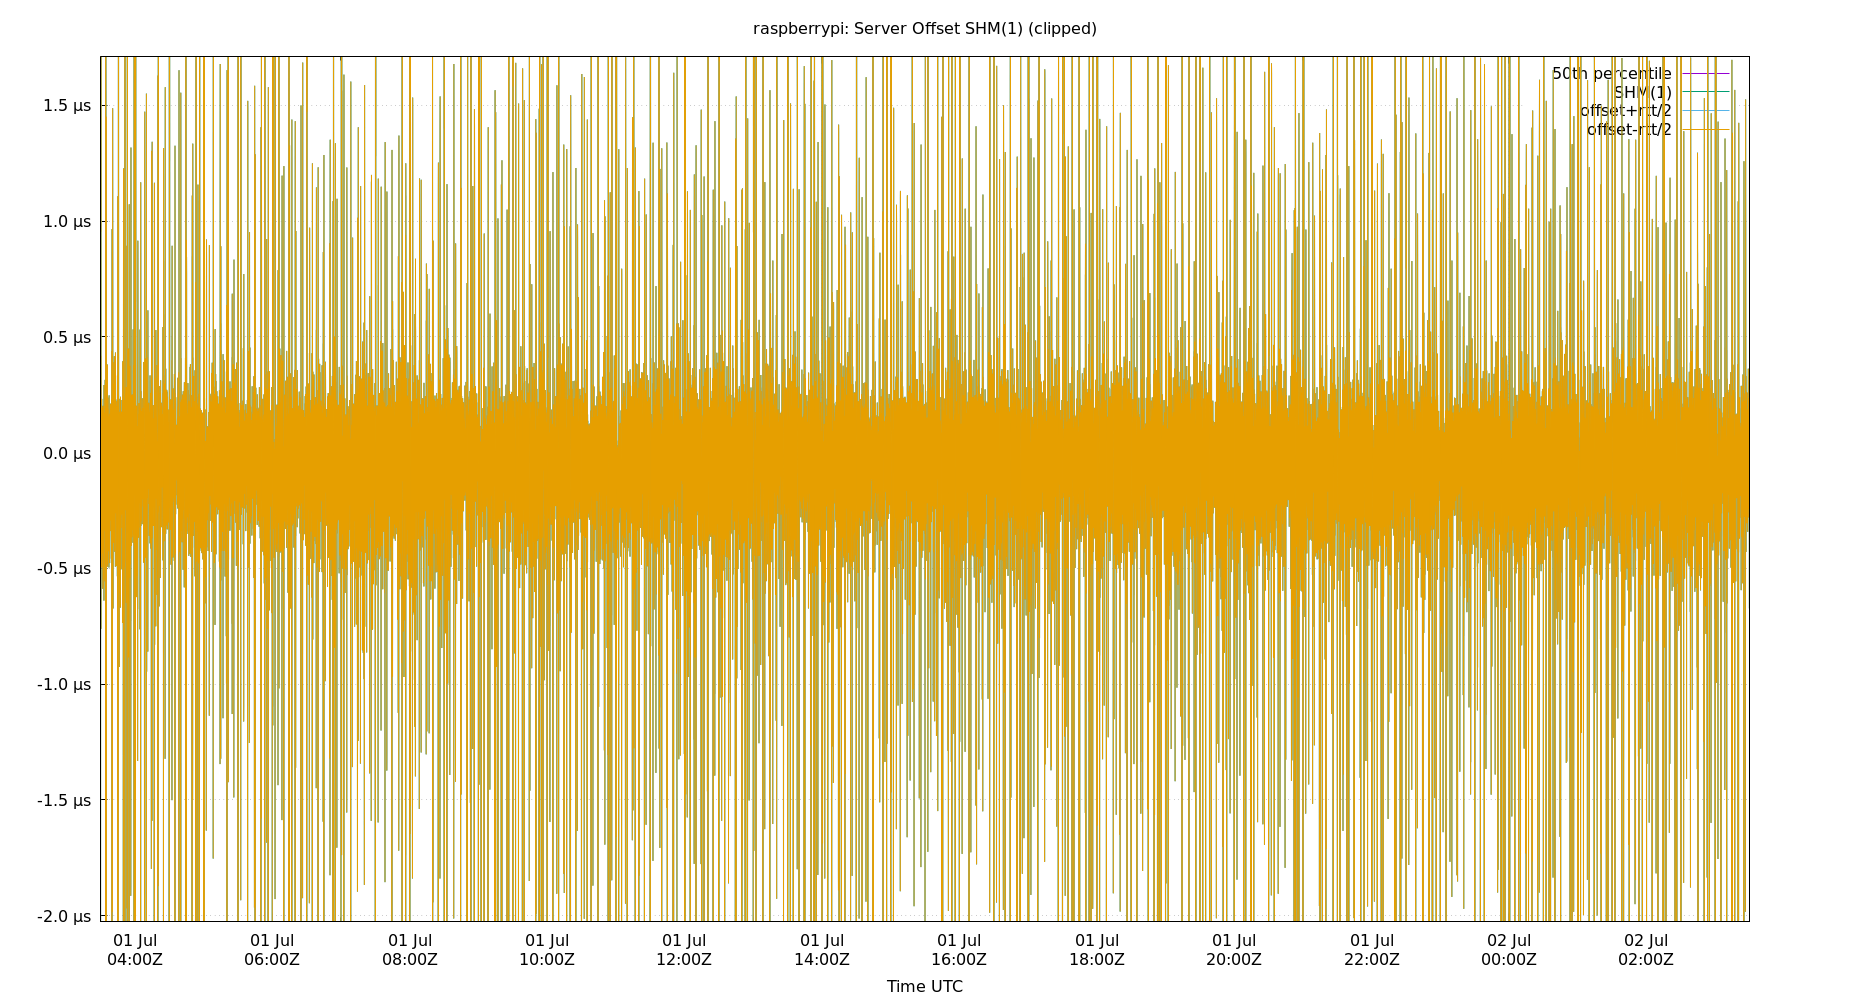 raspberrypi: Server Offset SHM(1) (clipped)
50th percentile
SHM(1)
offset+rtt/2
offset-rtt/2
1.5 µs
1.0 µs
0.5 µs
0.0 µs
-0.5 µs
-1.0 µs
-1.5 µs
-2.0 µs
01 Jul 01 Jul 01 Jul 01 Jul 01 Jul 01 Jul 01 Jul 01 Jul 01 Jul 01 Jul 02 Jul 02 Jul
04:00Z 06:00Z 08:00Z 10:00Z 12:00Z 14:00Z 16:00Z 18:00Z 20:00Z 22:00Z 00:00Z 02:00Z
Time UTC